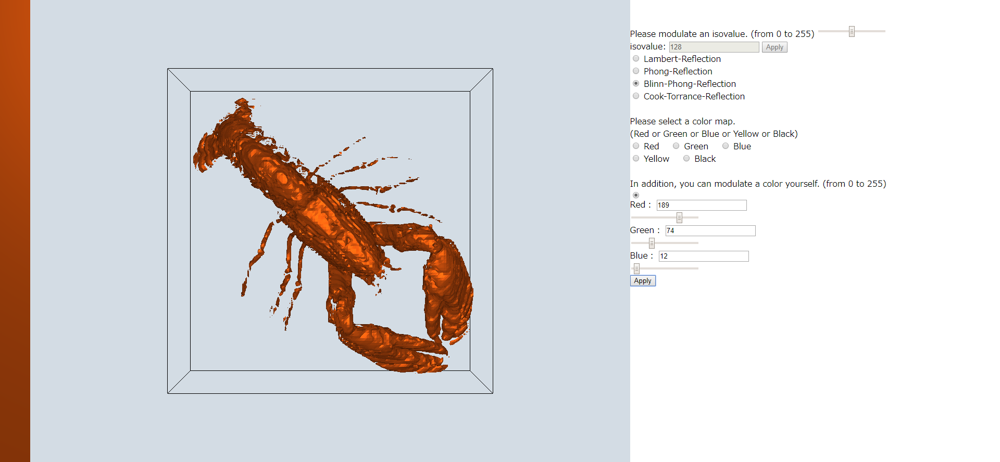 Please modulate an isovalue. (from 0 to 255)
isovalue: 128 Apply
Lambert-Reflection
Phong-Reflection
Blinn-Phong-Reflection
Cook-Torrance-Reflection
Please select a color map.
(Red or Green or Blue or Yellow or Black)
Red Green Blue
Yellow Black
In addition, you can modulate a color yourself. (from 0 to 255)
Red : 189
Green : 74
Blue : 12
Apply